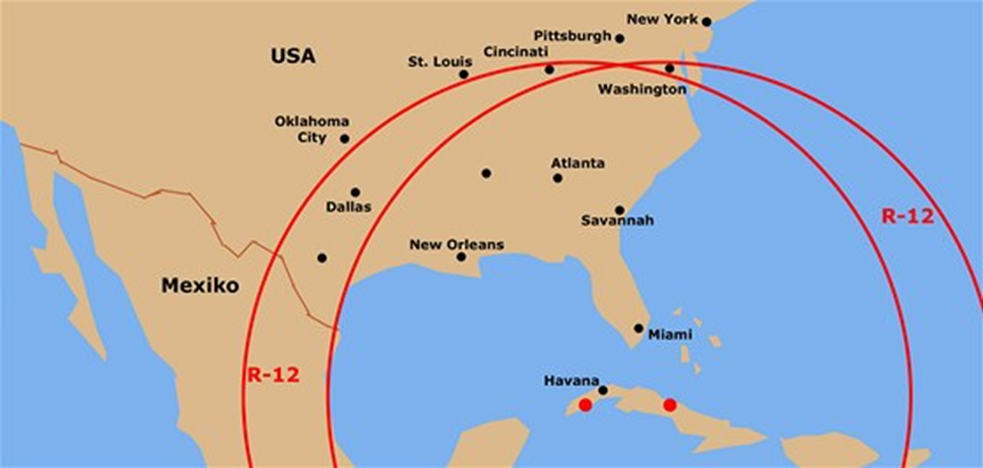 New York
Pittsburgh
Cincinati
USA
St. Louis
Washington
Oklahoma
City
Atlanta
Dallas
R-12
Savannah
New Orleans
Mexiko
Miami
R-12
Havana